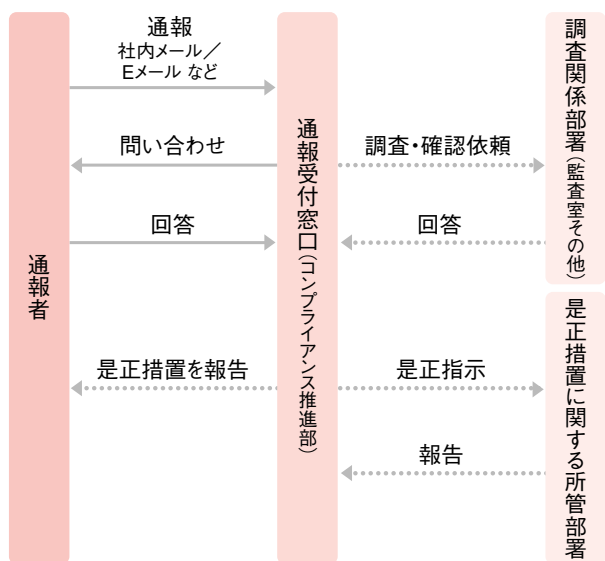 通報
社内メール／
Eメール など
問い合わせ
回答
是正措置を報告
通報者
通報受付窓口（コンプライアンス推進部）
調査・確認依頼
回答
是正指示
報告
調査関係部署（監査室その他）
是正措置に関する所管部署